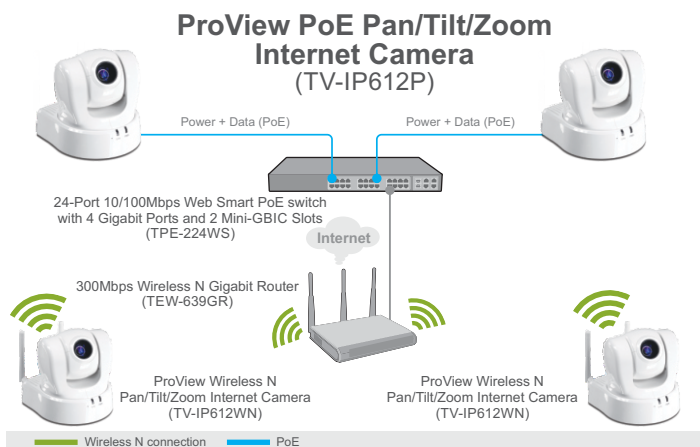 ProView PoE Pan/Tilt/Zoom
Internet Camera
(TV-IP612P)
Power + Data (PoE)
Power + Data (PoE)
24-Port 10/100Mbps Web Smart PoE switch
with 4 Gigabit Ports and 2 Mini-GBIC Slots
(TPE-224WS)
Internet
300Mbps Wireless N Gigabit Router
(TEW-639GR)
ProView Wireless N
Pan/Tilt/Zoom Internet Camera
(TV-IP612WN)
ProView Wireless N
Pan/Tilt/Zoom Internet Camera
(TV-IP612WN)
Wireless N connection
PoE